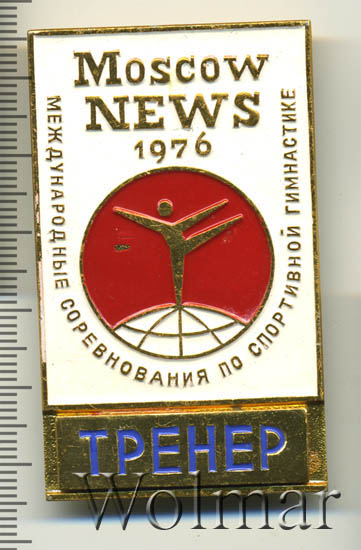 Moscow
NEWS
1976
МЕЖДУНАРОДНЫЕ СОРЕВНОВАНИЯ ПО СПОРТИВНОЙ ГИМНАСТИКЕ
ТРЕНЕР
Wolmar